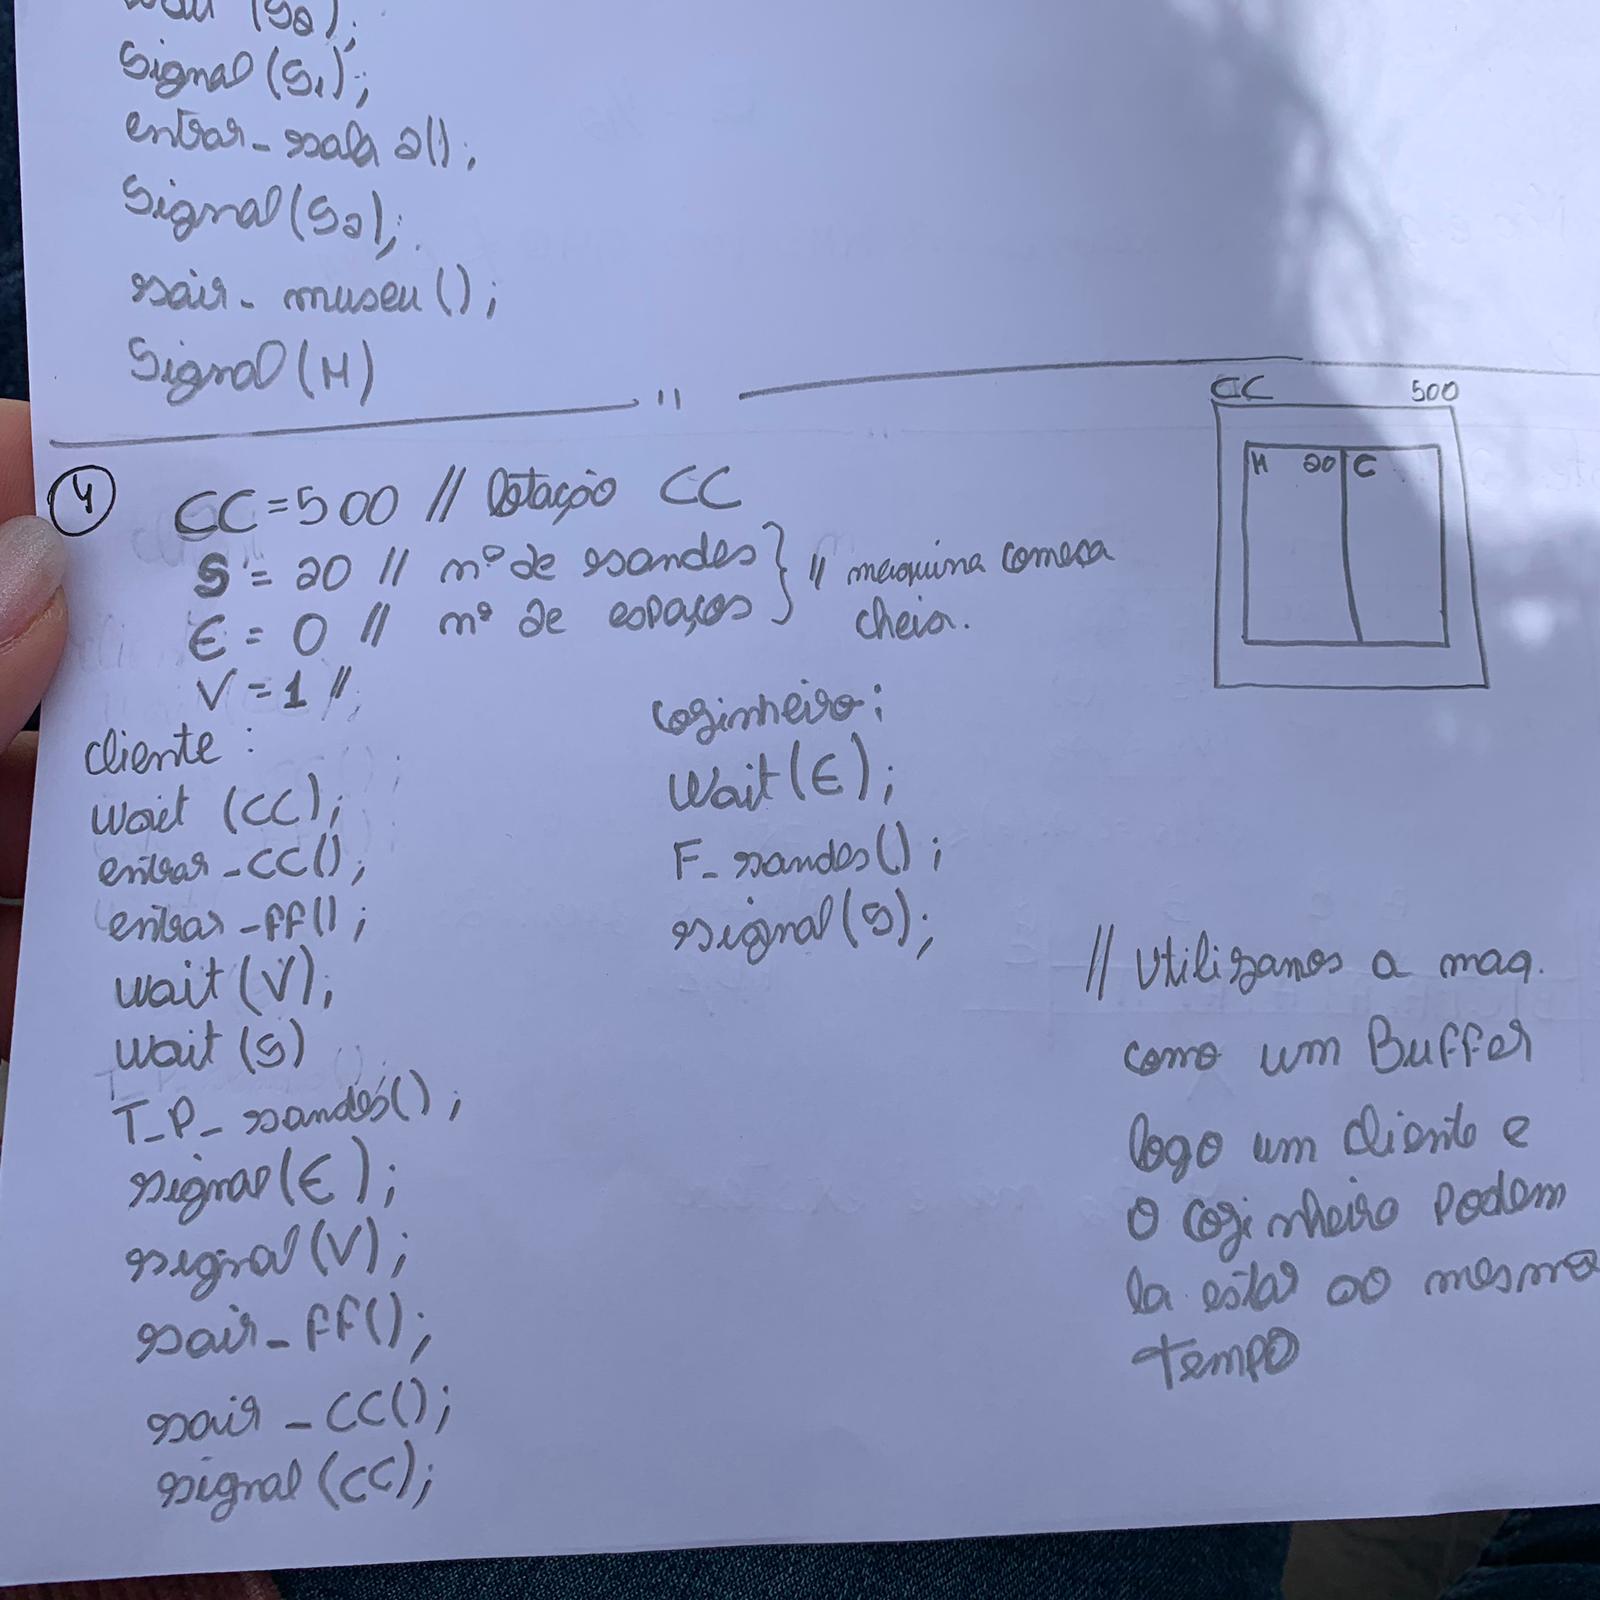 wait (S2);
Signal (S1);
entrar_sala 2();
Signal (S2);
sair_museu ();
Signal (M)
"
CC 500
M 20 C
4
CC = 500 // lotação CC
S = 20 // nº de sandes } // maquina começa
E = 0 // nº de espaços cheia.
V = 1 //
cliente :
wait (CC);
entrar_CC();
entrar_ff();
wait (V);
wait (S)
T_P_sandes();
signal (E);
signal (V);
sair_ff();
sair_CC();
signal (CC);
cozinheiro:
Wait (E);
F_sandes();
signal (S);
// Utilizamos a maq.
como um Buffer
logo um cliente e
o cozinheiro podem
la estar ao mesmo
tempo